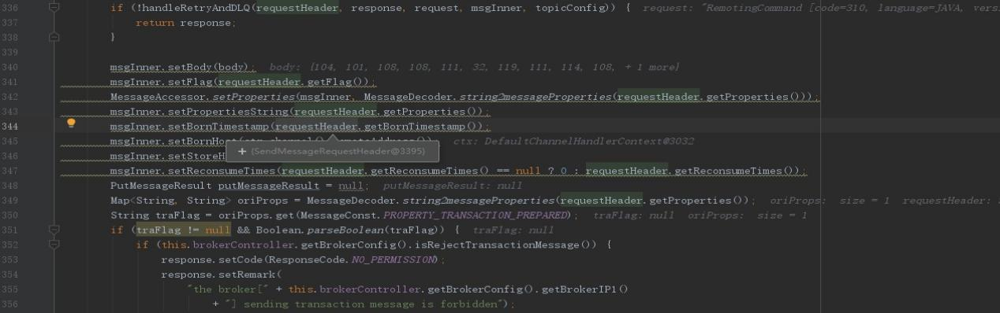 336 if (!handleRetryAndDLQ(requestHeader, response, request, msgInner, topicConfig)) { request: "RemotingCommand [code=310, language=JAVA, versi
337 return response;
338 }
339
340 msgInner.setBody(body); body: {104, 101, 108, 108, 111, 32, 119, 111, 114, 108, + 1 more}
341 msgInner.setFlag(requestHeader.getFlag());
342 MessageAccessor.setProperties(msgInner, MessageDecoder.string2messageProperties(requestHeader.getProperties()));
343 msgInner.setPropertiesString(requestHeader.getProperties());
344 msgInner.setBornTimestamp(requestHeader.getBornTimestamp());
345 msgInner.setBornHost ctx: DefaultChannelHandlerContext@3032
+ {SendMessageRequestHeader@3395}
346 msgInner.setStoreH
347 msgInner.setReconsumeTimes(requestHeader.getReconsumeTimes() == null ? 0 : requestHeader.getReconsumeTimes());
348 PutMessageResult putMessageResult = null; putMessageResult: null
349 Map<String, String> oriProps = MessageDecoder.string2messageProperties(requestHeader.getProperties()); oriProps: size = 1 requestHeader:
350 String traFlag = oriProps.get(MessageConst.PROPERTY_TRANSACTION_PREPARED); traFlag: null oriProps: size = 1
351 if (traFlag != null && Boolean.parseBoolean(traFlag)) { traFlag: null
352 if (this.brokerController.getBrokerConfig().isRejectTransactionMessage()) {
353 response.setCode(ResponseCode.NO_PERMISSION);
354 response.setRemark(
355 "the broker[" + this.brokerController.getBrokerConfig().getBrokerIP1()
356 + "] sending transaction message is forbidden");